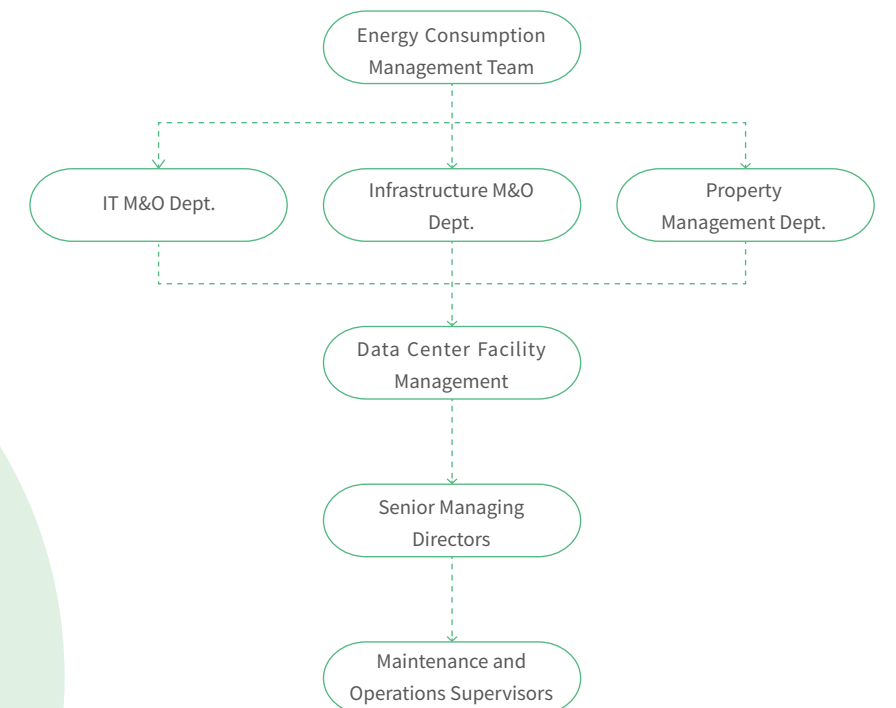 Energy Consumption
Management Team
IT M&O Dept.
Infrastructure M&O
Dept.
Property
Management Dept.
Data Center Facility
Management
Senior Managing
Directors
Maintenance and
Operations Supervisors